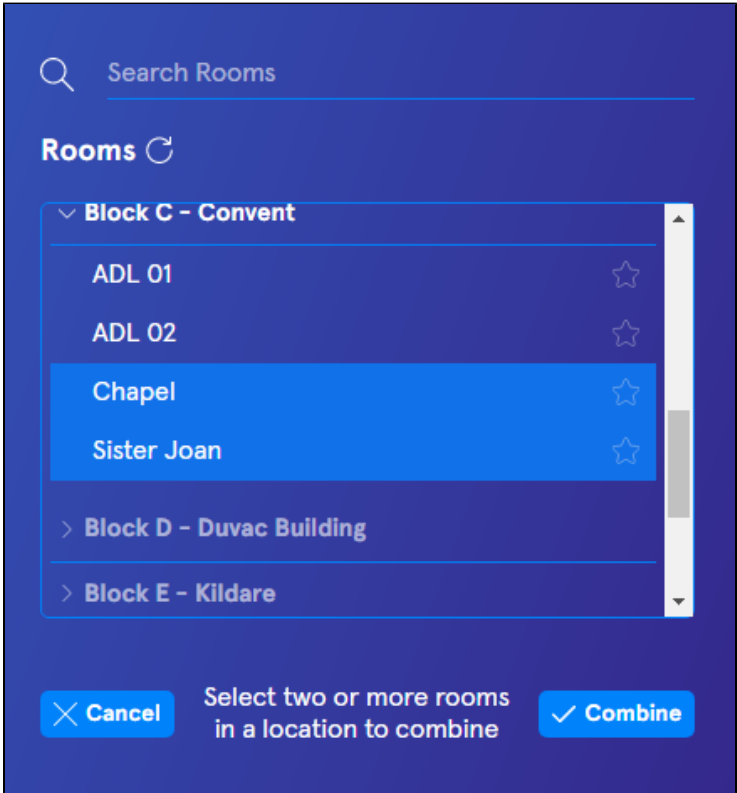 Search Rooms
Rooms
Block C - Convent
ADL 01
ADL 02
Chapel
Sister Joan
Block D - Duvac Building
Block E - Kildare
Cancel
Select two or more rooms
in a location to combine
Combine